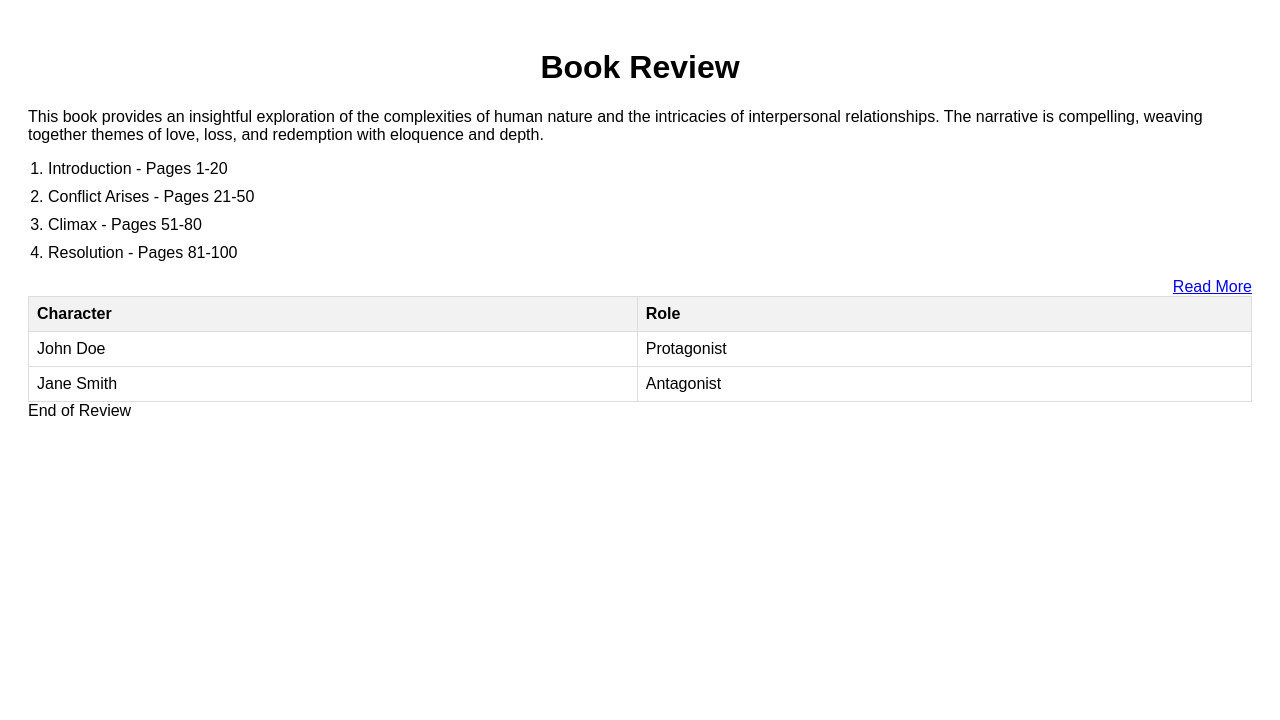 Book Review
This book provides an insightful exploration of the complexities of human nature and the intricacies of interpersonal relationships. The narrative is compelling, weaving
together themes of love, loss, and redemption with eloquence and depth.
1. Introduction - Pages 1-20
2. Conflict Arises - Pages 21-50
3. Climax - Pages 51-80
4. Resolution - Pages 81-100
Read More
Character Role
John Doe Protagonist
Jane Smith Antagonist
End of Review